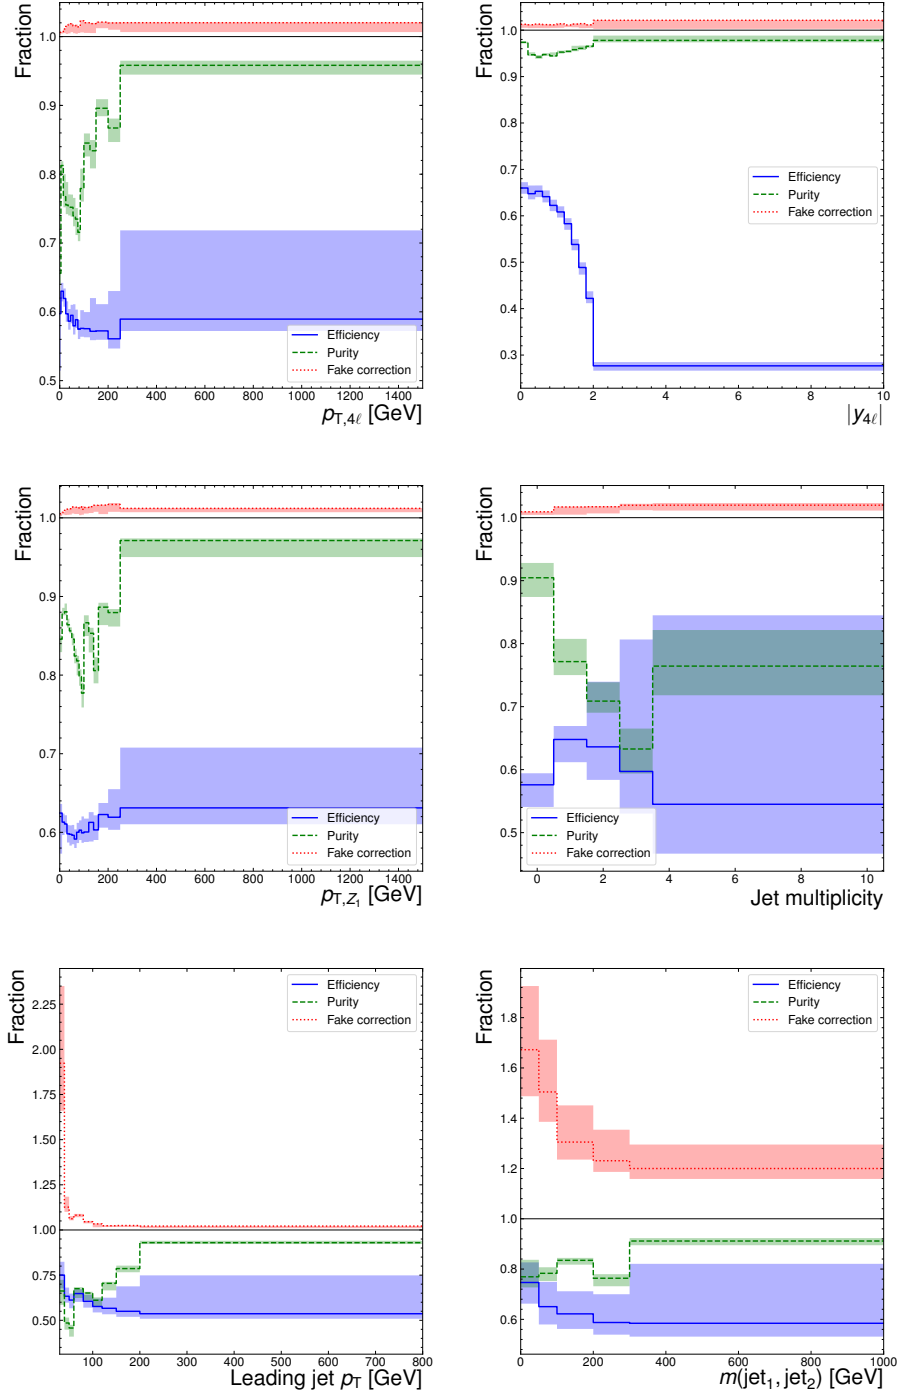 Fraction
1.0
0.9
0.8
0.7
0.6
0.5
Efficiency
Purity
Fake correction
0 200 400 600 800 1000 1200 1400
p_T,4ℓ [GeV]
Fraction
1.0
0.9
0.8
0.7
0.6
0.5
0.4
0.3
Efficiency
Purity
Fake correction
0 2 4 6 8 10
|y_4ℓ|
Fraction
1.0
0.9
0.8
0.7
0.6
Efficiency
Purity
Fake correction
0 200 400 600 800 1000 1200 1400
p_T,Z_1 [GeV]
Fraction
1.0
0.9
0.8
0.7
0.6
0.5
Efficiency
Purity
Fake correction
0 2 4 6 8 10
Jet multiplicity
Fraction
2.25
2.00
1.75
1.50
1.25
1.00
0.75
0.50
Efficiency
Purity
Fake correction
100 200 300 400 500 600 700 800
Leading jet p_T [GeV]
Fraction
1.8
1.6
1.4
1.2
1.0
0.8
0.6
Efficiency
Purity
Fake correction
0 200 400 600 800 1000
m(jet_1, jet_2) [GeV]